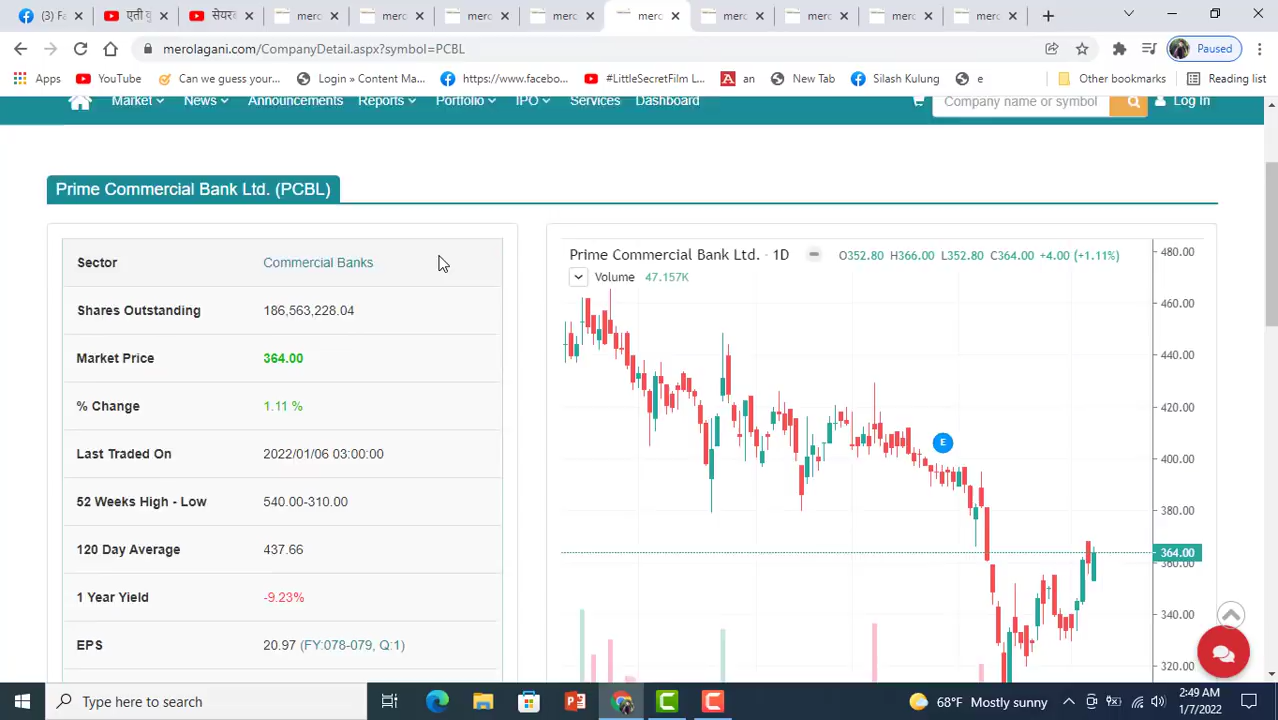 (3) Fa
एती पु
सेयर
merc
merc
merc
merc
merc
merc
merc
merc
merc
merolagani.com/CompanyDetail.aspx?symbol=PCBL
Paused
Apps
YouTube
Can we guess your...
Login » Content Ma...
https://www.facebo...
#LittleSecretFilm L...
an
New Tab
Silash Kulung
e
Other bookmarks
Reading list
Market
News
Announcements
Reports
Portfolio
IPO
Services
Dashboard
Company name or symbol
Log In
Prime Commercial Bank Ltd. (PCBL)
Sector Commercial Banks
Shares Outstanding 186,563,228.04
Market Price 364.00
% Change 1.11 %
Last Traded On 2022/01/06 03:00:00
52 Weeks High - Low 540.00-310.00
120 Day Average 437.66
1 Year Yield -9.23%
EPS 20.97 (FY:078-079, Q:1)
Prime Commercial Bank Ltd. · 1D O352.80 H366.00 L352.80 C364.00 +4.00 (+1.11%)
Volume 47.157K
E
480.00
460.00
440.00
420.00
400.00
380.00
364.00
360.00
340.00
320.00
Type here to search
68°F Mostly sunny
2:49 AM
1/7/2022